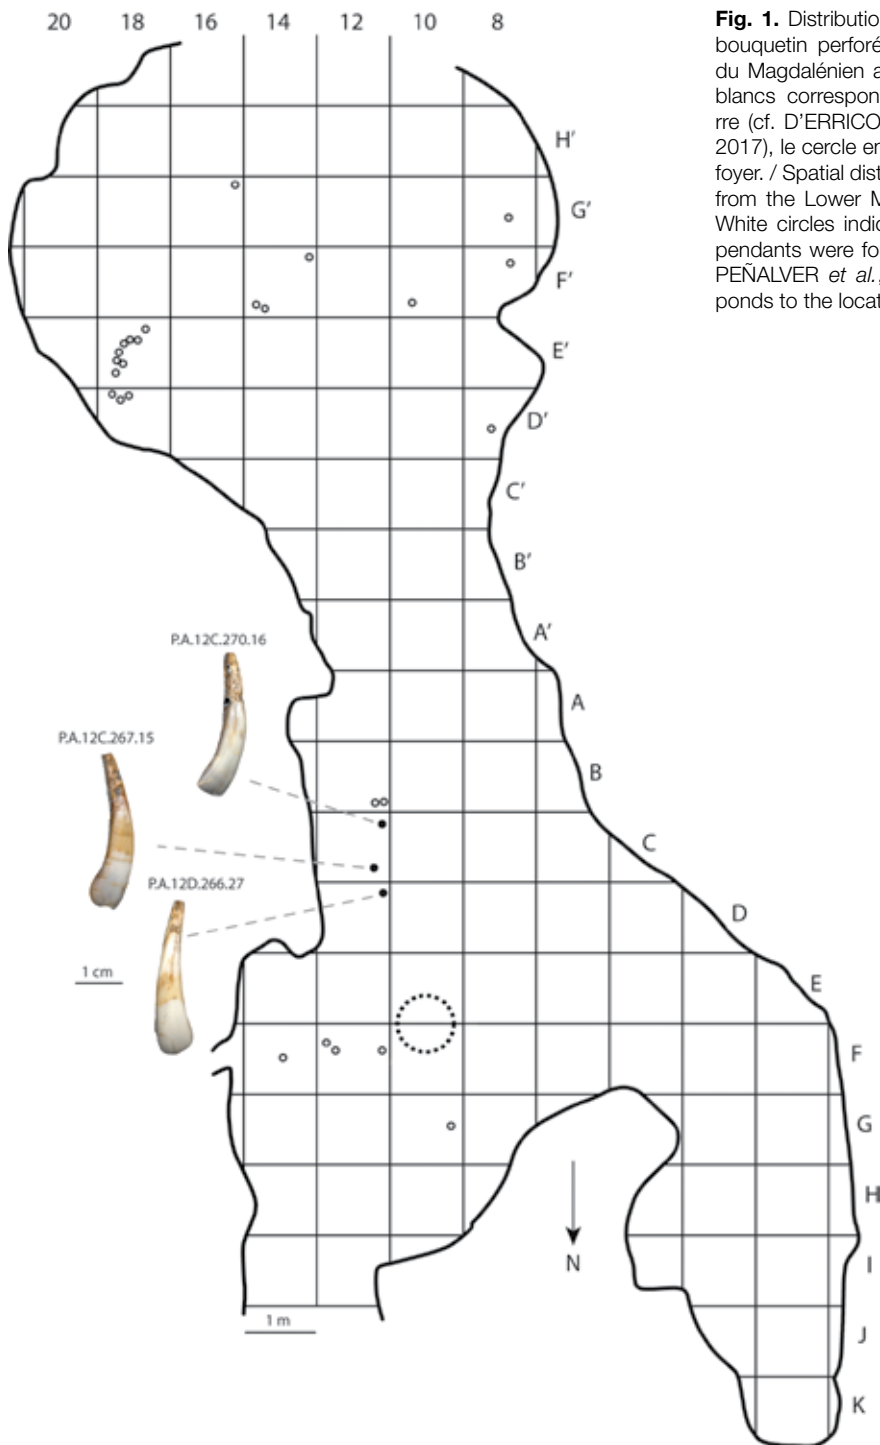 20 18 16 14 12 10 8
Fig. 1. Distributio
bouquetin perforé
du Magdalénien a
blancs correspon
rre (cf. D'ERRICO
2017), le cercle er
foyer. / Spatial dist
from the Lower M
White circles indic
pendants were fo
PEÑALVER et al.,
ponds to the locat
H'
G'
F'
E'
D'
C'
B'
A'
P.A.12C.270.16
A
P.A.12C.267.15
B
C
P.A.12D.266.27
D
1 cm
E
F
G
H
N
I
1 m
J
K